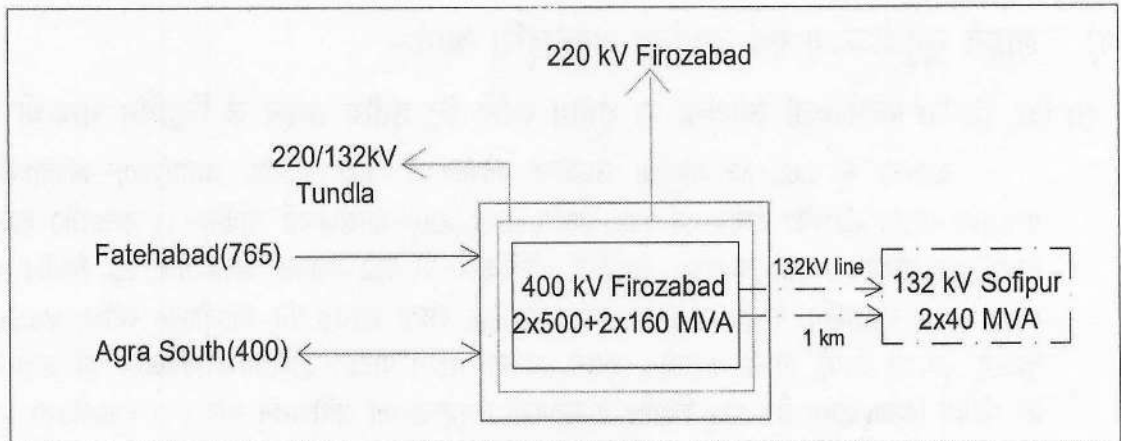 220 kV Firozabad
220/132kV
Tundla
Fatehabad(765)
400 kV Firozabad
2x500+2x160 MVA
132kV line
132 kV Sofipur
2x40 MVA
Agra South(400)
1 km